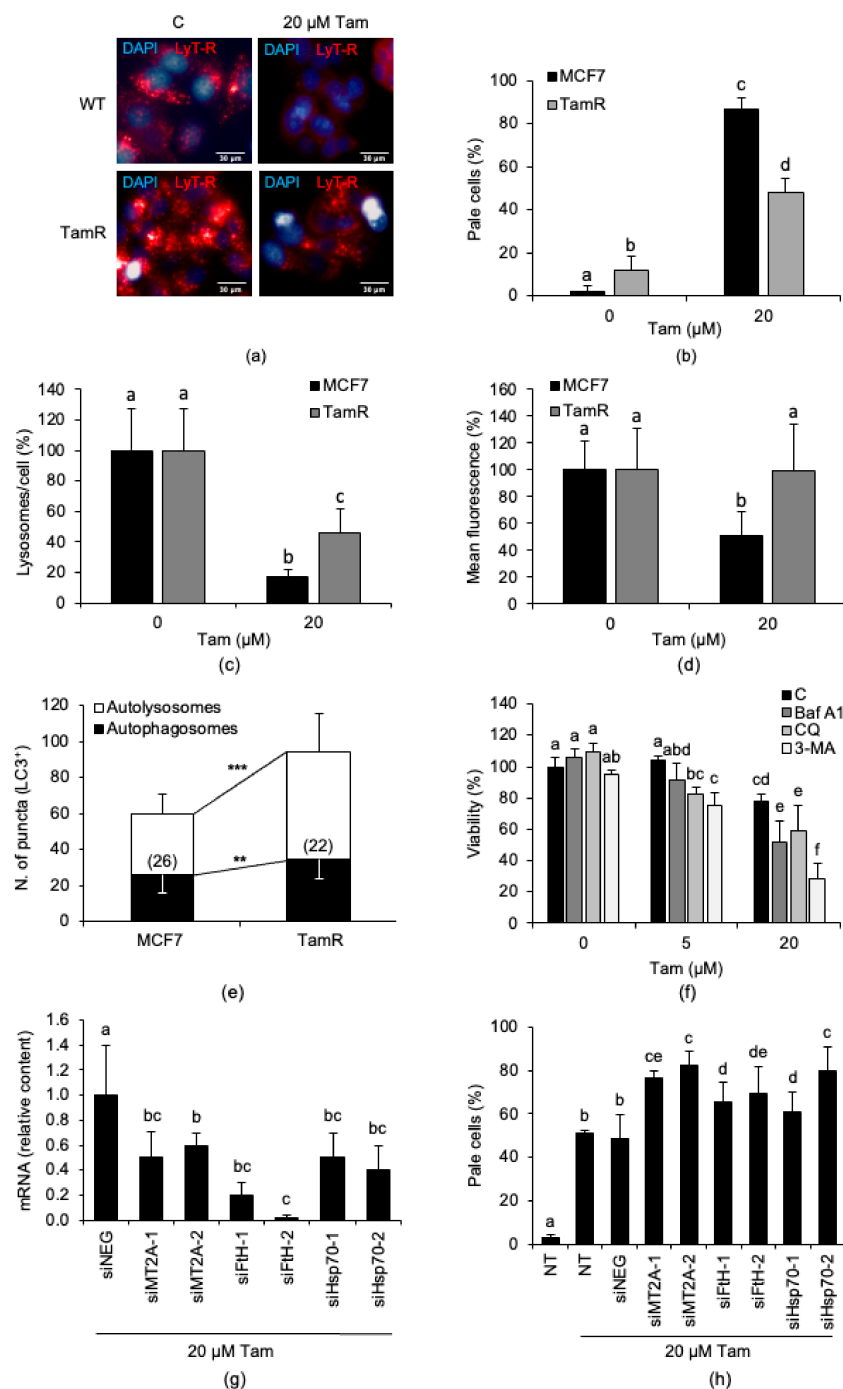 C
20 µM Tam
DAPI LyT-R
DAPI LyT-R
WT
30 µm
30 µm
DAPI LyT-R
DAPI LyT-R
TamR
30 µm
30 µm
(a)
MCF7
TamR
Pale cells (%)
100
80
60
40
20
0
a
b
c
d
0
20
Tam (µM)
(b)
MCF7
TamR
Lysosomes/cell (%)
140
120
100
80
60
40
20
0
a
a
b
c
0
20
Tam (µM)
(c)
MCF7
TamR
Mean fluorescence (%)
160
140
120
100
80
60
40
20
0
a
a
b
a
0
20
Tam (µM)
(d)
Autolysosomes
Autophagosomes
N. of puncta (LC3⁺)
120
100
80
60
40
20
0
***
**
(26)
(22)
MCF7
TamR
(e)
C
Baf A1
CQ
3-MA
Viability (%)
140
120
100
80
60
40
20
0
a
a
a
ab
a
abd
bc
c
cd
e
e
f
0
5
20
Tam (µM)
(f)
mRNA (relative content)
1.6
1.4
1.2
1.0
0.8
0.6
0.4
0.2
0.0
a
bc
b
bc
c
bc
bc
siNEG
siMT2A-1
siMT2A-2
siFtH-1
siFtH-2
siHsp70-1
siHsp70-2
20 µM Tam
(g)
Pale cells (%)
100
80
60
40
20
0
a
b
b
ce
c
d
de
d
c
NT
NT
siNEG
siMT2A-1
siMT2A-2
siFtH-1
siFtH-2
siHsp70-1
siHsp70-2
20 µM Tam
(h)